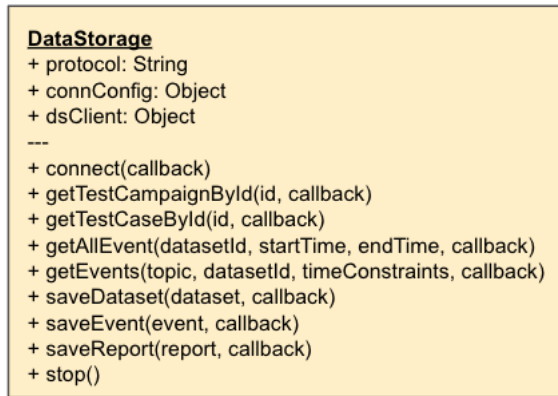 DataStorage
+ protocol: String
+ connConfig: Object
+ dsClient: Object
---
+ connect(callback)
+ getTestCampaignById(id, callback)
+ getTestCaseById(id, callback)
+ getAllEvent(datasetId, startTime, endTime, callback)
+ getEvents(topic, datasetId, timeConstraints, callback)
+ saveDataset(dataset, callback)
+ saveEvent(event, callback)
+ saveReport(report, callback)
+ stop()